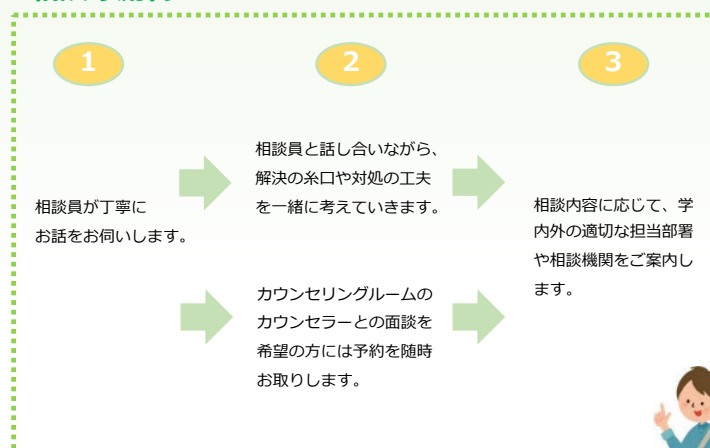 1
2
3
相談員が丁寧に
お話をお伺いします。
相談員と話し合いながら、
解決の糸口や対処の工夫
を一緒に考えていきます。
カウンセリングルームの
カウンセラーとの面談を
希望の方には予約を随時
お取りします。
相談内容に応じて、学
内外の適切な担当部署
や相談機関をご案内し
ます。